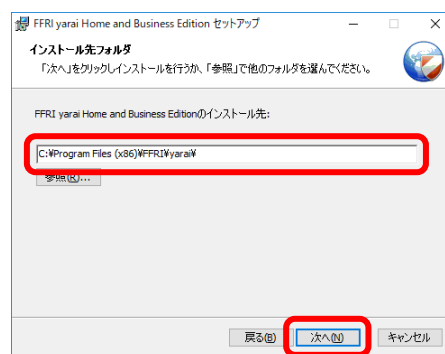 FFRI yarai Home and Business Edition セットアップ
インストール先フォルダ
「次へ」をクリックしインストールを行うか、「参照」で他のフォルダを選んでください。
FFRI yarai Home and Business Editionのインストール先:
C:¥Program Files (x86)¥FFRI¥yarai¥
参照(R)...
戻る(B)
次へ(N)
キャンセル